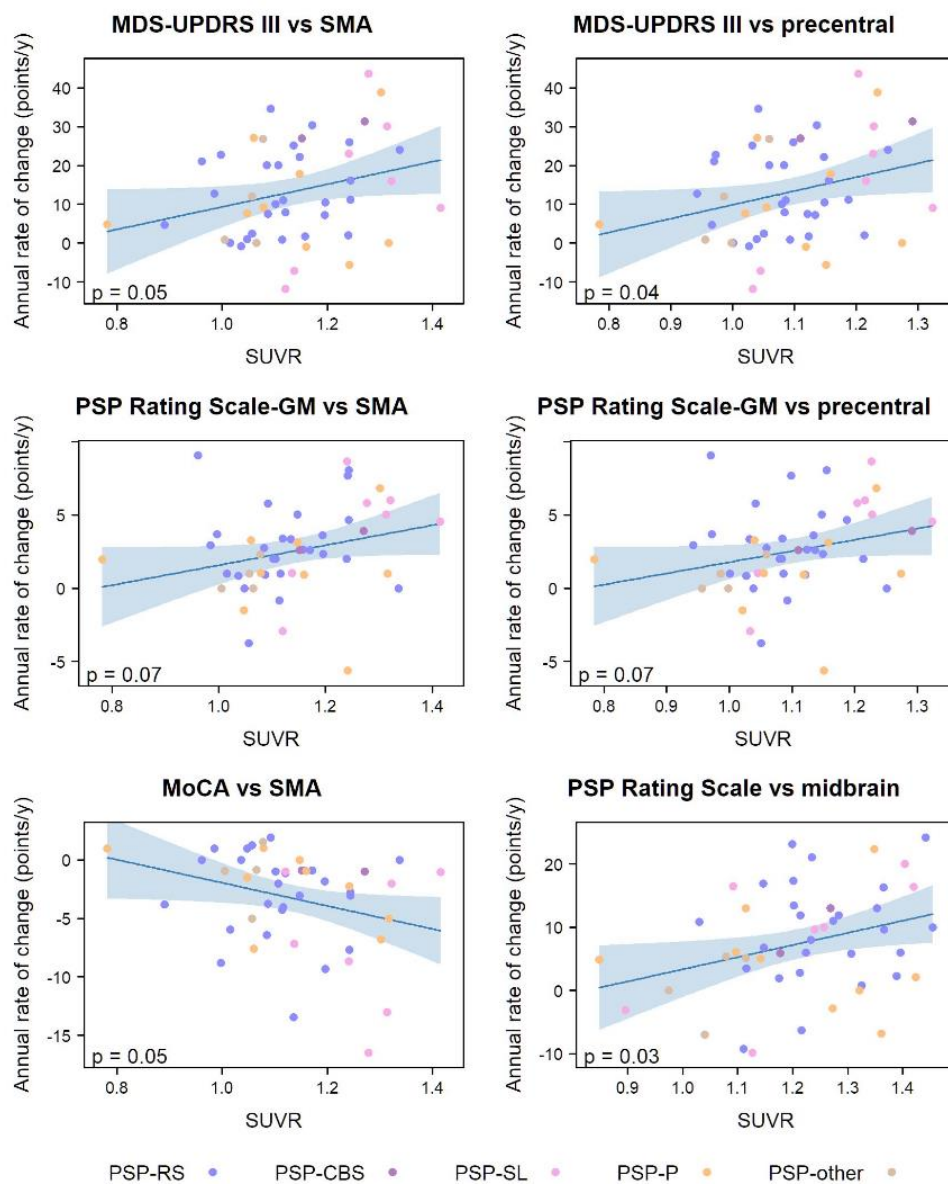 MDS-UPDRS III vs SMA
Annual rate of change (points/y)
40
30
20
10
0
-10
p = 0.05
0.8 1.0 1.2 1.4
SUVR
MDS-UPDRS III vs precentral
Annual rate of change (points/y)
40
30
20
10
0
-10
p = 0.04
0.8 0.9 1.0 1.1 1.2 1.3
SUVR
PSP Rating Scale-GM vs SMA
Annual rate of change (points/y)
5
0
-5
p = 0.07
0.8 1.0 1.2 1.4
SUVR
PSP Rating Scale-GM vs precentral
Annual rate of change (points/y)
5
0
-5
p = 0.07
0.8 0.9 1.0 1.1 1.2 1.3
SUVR
MoCA vs SMA
Annual rate of change (points/y)
0
-5
-10
-15
p = 0.05
0.8 1.0 1.2 1.4
SUVR
PSP Rating Scale vs midbrain
Annual rate of change (points/y)
20
10
0
-10
p = 0.03
0.9 1.0 1.1 1.2 1.3 1.4
SUVR
PSP-RS PSP-CBS PSP-SL PSP-P PSP-other